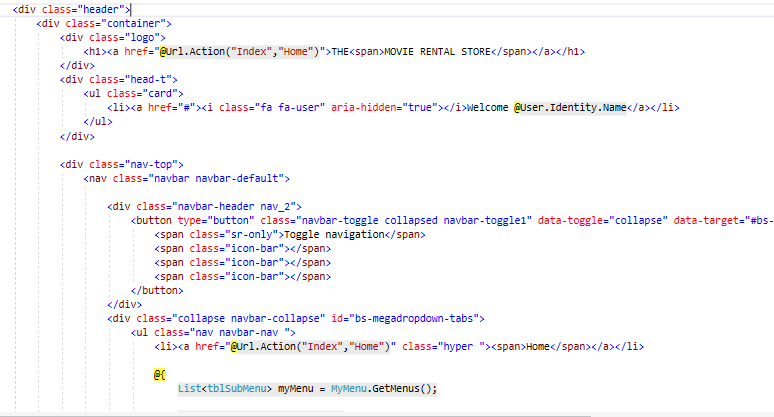 <div class="header">
<div class="container">
<div class="logo">
<h1><a href="@Url.Action("Index","Home")">THE<span>MOVIE RENTAL STORE</span></a></h1>
</div>
<div class="head-t">
<ul class="card">
<li><a href="#"><i class="fa fa-user" aria-hidden="true"></i>Welcome @User.Identity.Name</a></li>
</ul>
</div>
<div class="nav-top">
<nav class="navbar navbar-default">
<div class="navbar-header nav_2">
<button type="button" class="navbar-toggle collapsed navbar-toggle1" data-toggle="collapse" data-target="#bs-
<span class="sr-only">Toggle navigation</span>
<span class="icon-bar"></span>
<span class="icon-bar"></span>
<span class="icon-bar"></span>
</button>
</div>
<div class="collapse navbar-collapse" id="bs-megadropdown-tabs">
<ul class="nav navbar-nav ">
<li><a href="@Url.Action("Index","Home")" class="hyper "><span>Home</span></a></li>
@{
List<tblSubMenu> myMenu = MyMenu.GetMenus();